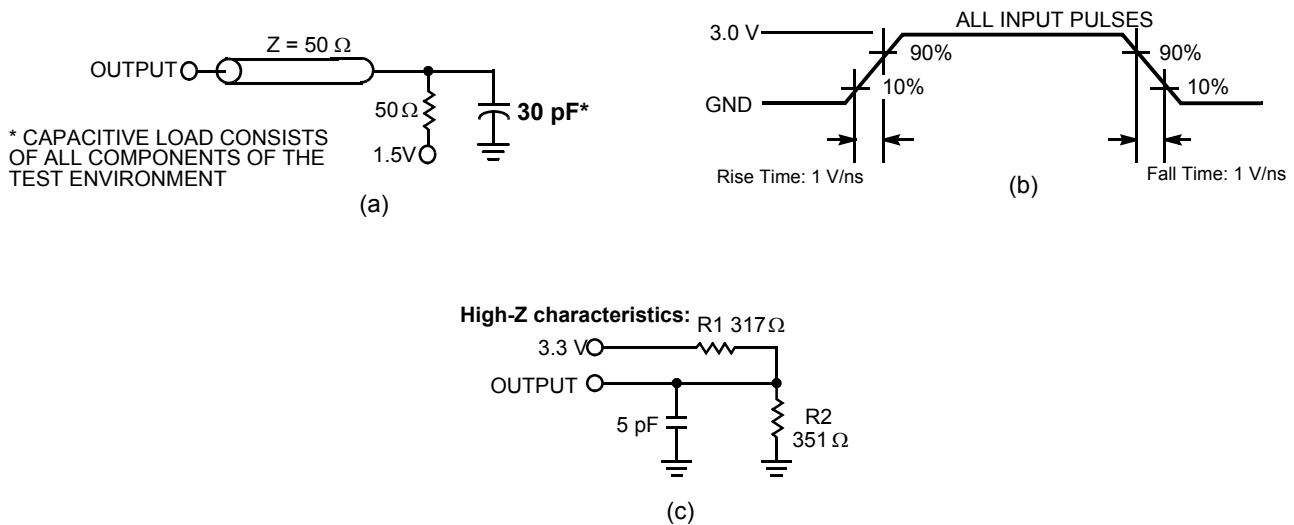 Z = 50 Ω
OUTPUT
50 Ω
30 pF*
1.5V
* CAPACITIVE LOAD CONSISTS
OF ALL COMPONENTS OF THE
TEST ENVIRONMENT
(a)
ALL INPUT PULSES
3.0 V
90%
90%
10%
10%
GND
Rise Time: 1 V/ns
Fall Time: 1 V/ns
(b)
High-Z characteristics:
R1 317 Ω
3.3 V
OUTPUT
5 pF
R2
351 Ω
(c)